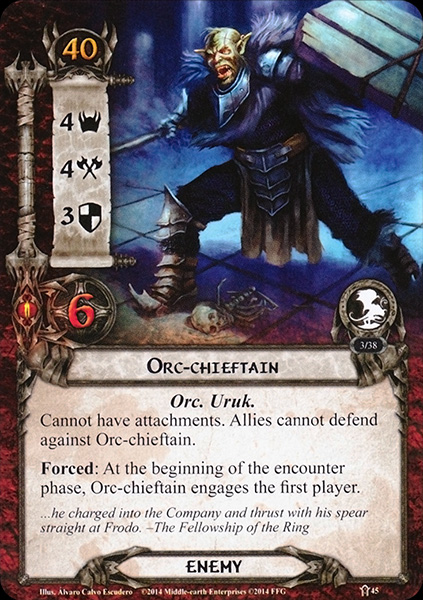 40
4
4
3
6
3/38
Orc-chieftain
Orc. Uruk.
Cannot have attachments. Allies cannot defend
against Orc-chieftain.
Forced: At the beginning of the encounter
phase, Orc-chieftain engages the first player.
...he charged into the Company and thrust with his spear
straight at Frodo. –The Fellowship of the Ring
ENEMY
Illus. Álvaro Calvo Escudero ©2014 Middle-earth Enterprises ©2014 FFG 45